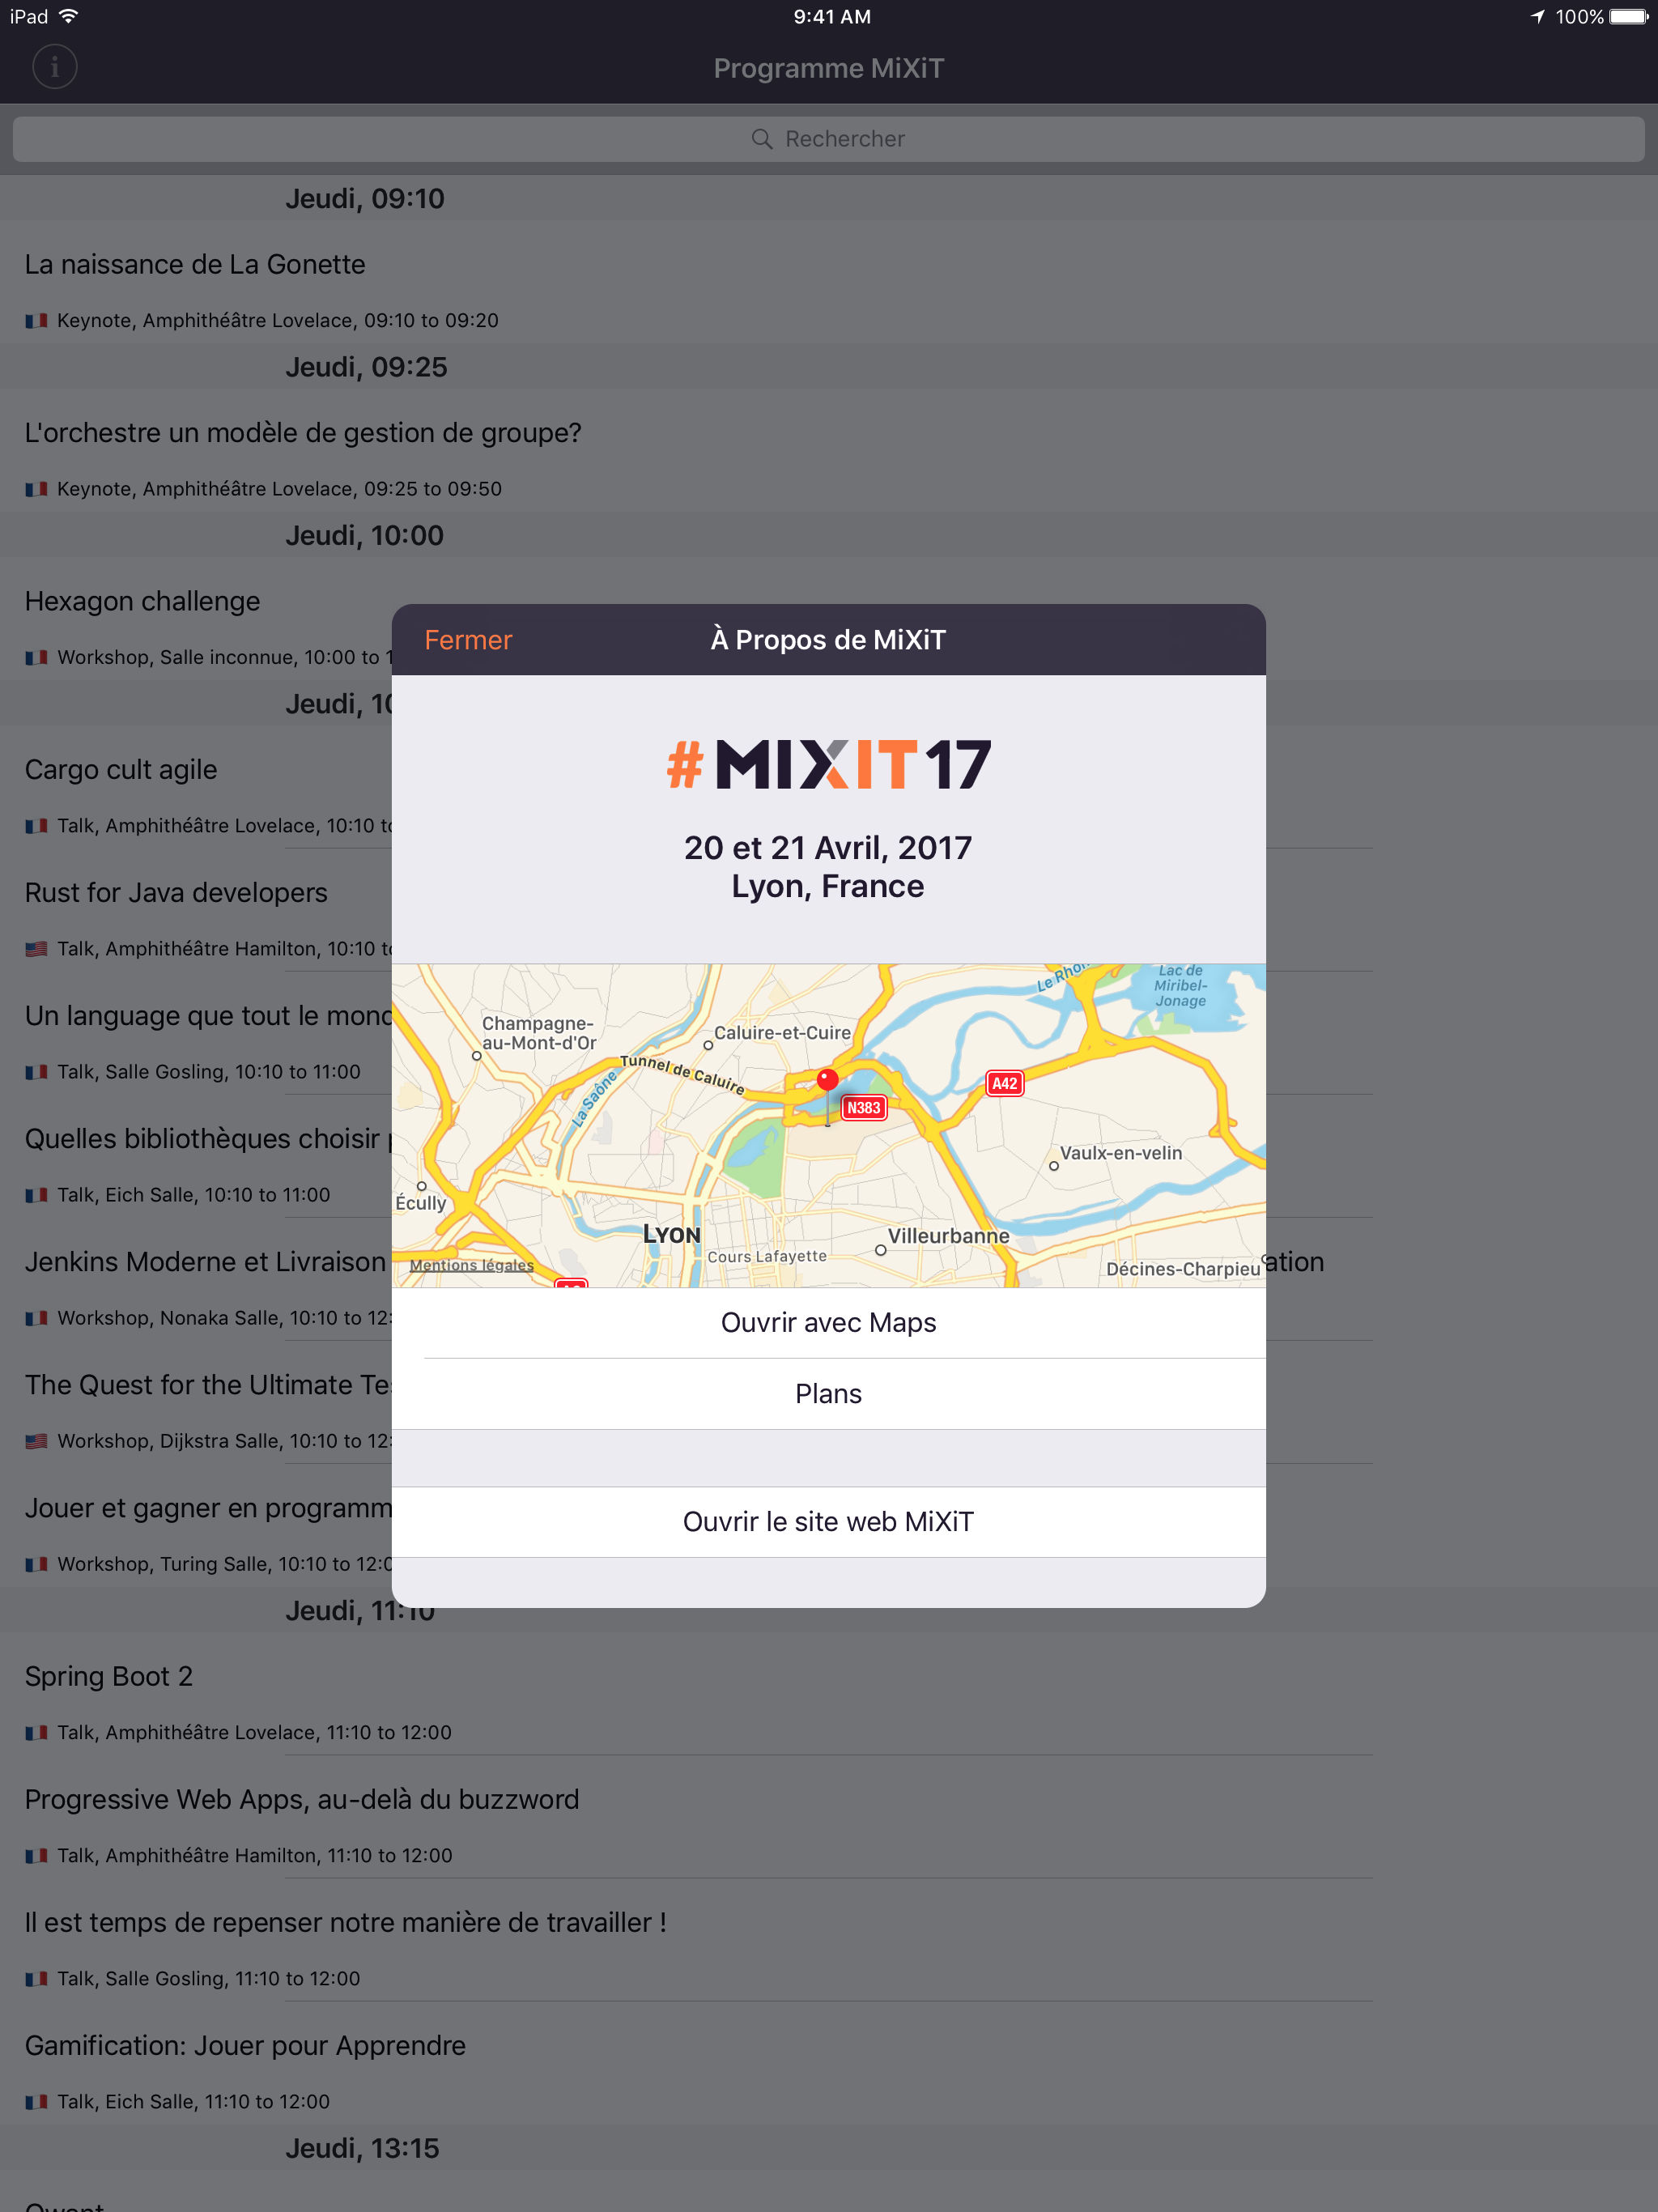 iPad 9:41 AM 100%
Programme MiXiT
Rechercher
Jeudi, 09:10
La naissance de La Gonette
Keynote, Amphithéâtre Lovelace, 09:10 to 09:20
Jeudi, 09:25
L'orchestre un modèle de gestion de groupe?
Keynote, Amphithéâtre Lovelace, 09:25 to 09:50
Jeudi, 10:00
Hexagon challenge
Workshop, Salle inconnue, 10:00 to
Jeudi,
Cargo cult agile
Talk, Amphithéâtre Lovelace, 10:10 to
Rust for Java developers
Talk, Amphithéâtre Hamilton, 10:10 to
Un language que tout le mond
Talk, Salle Gosling, 10:10 to 11:00
Quelles bibliothèques choisir
Talk, Eich Salle, 10:10 to 11:00
Jenkins Moderne et Livraison ation
Workshop, Nonaka Salle, 10:10 to 12:
The Quest for the Ultimate Tes
Workshop, Dijkstra Salle, 10:10 to 12:
Jouer et gagner en programm
Workshop, Turing Salle, 10:10 to 12:0
Jeudi, 11:10
Spring Boot 2
Talk, Amphithéâtre Lovelace, 11:10 to 12:00
Progressive Web Apps, au-delà du buzzword
Talk, Amphithéâtre Hamilton, 11:10 to 12:00
Il est temps de repenser notre manière de travailler !
Talk, Salle Gosling, 11:10 to 12:00
Gamification: Jouer pour Apprendre
Talk, Eich Salle, 11:10 to 12:00
Jeudi, 13:15
Fermer
À Propos de MiXiT
#MIXIT17
20 et 21 Avril, 2017
Lyon, France
Le Rhôn
Lac de
Miribel-
Jonage
Champagne-
au-Mont-d'Or
Caluire-et-Cuire
Tunnel de Caluire
La Saône
A42
N383
Vaulx-en-velin
Écully
LYON
Villeurbanne
Cours Lafayette
Mentions légales
Décines-Charpieu
Ouvrir avec Maps
Plans
Ouvrir le site web MiXiT